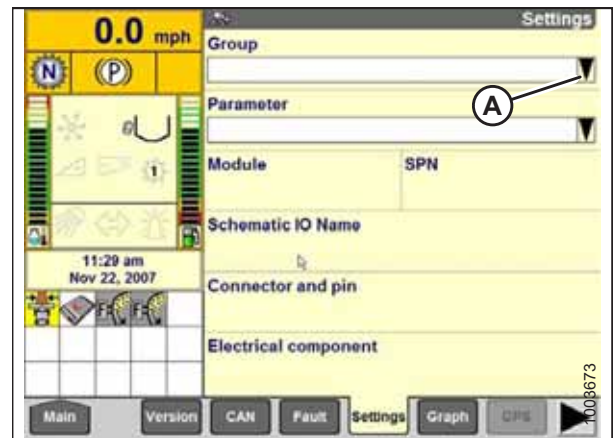 0.0 mph
Settings
Group
N
(P)
A
Parameter
Module
SPN
1
Schematic IO Name
11:29 am
Nov 22, 2007
Connector and pin
Electrical component
Main
Version
CAN
Fault
Settings
Graph
GPS
1003673